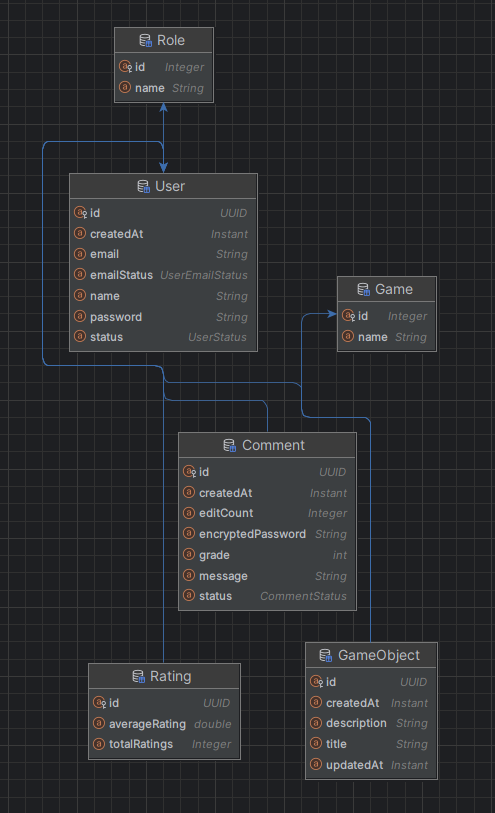 Role
id Integer
name String
User
id UUID
createdAt Instant
email String
emailStatus UserEmailStatus
name String
password String
status UserStatus
Game
id Integer
name String
Comment
id UUID
createdAt Instant
editCount Integer
encryptedPassword String
grade int
message String
status CommentStatus
GameObject
id UUID
createdAt Instant
description String
title String
updatedAt Instant
Rating
id UUID
averageRating double
totalRatings Integer